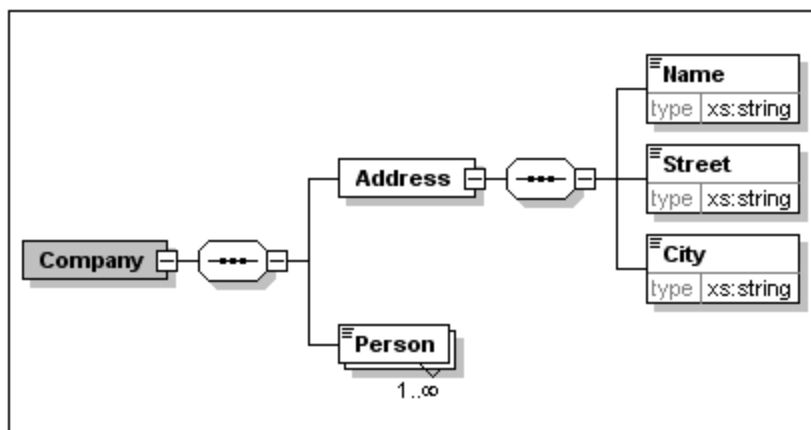 Name
type xs:string
Address
Street
type xs:string
Company
City
type xs:string
Person
1..∞